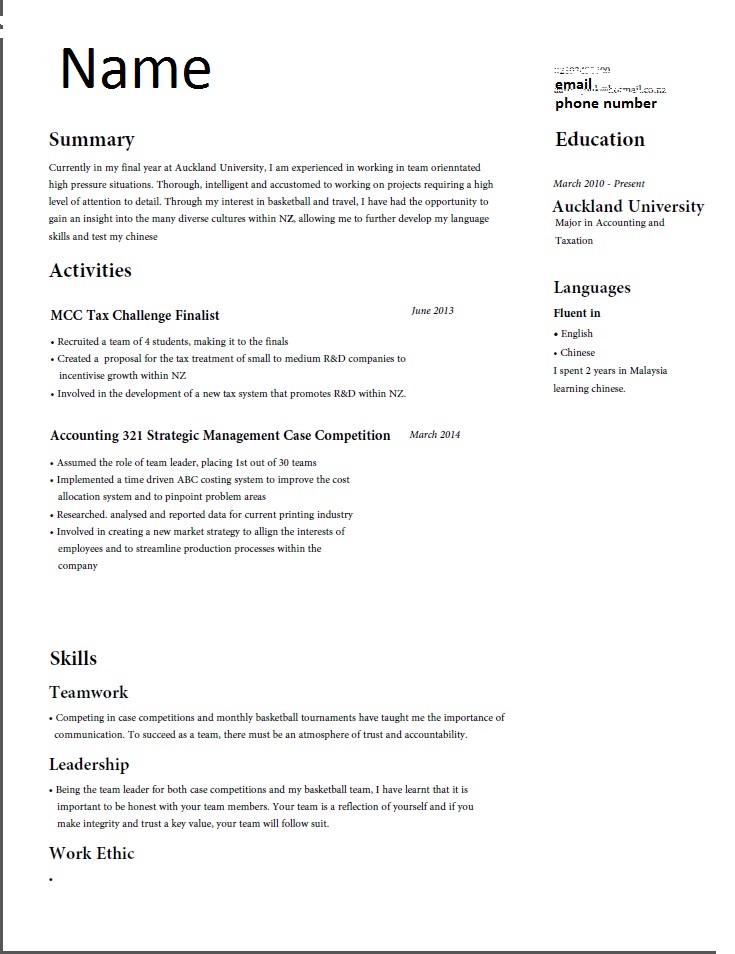 Name
email
phone number
Summary
Currently in my final year at Auckland University, I am experienced in working in team orienntated
high pressure situations. Thorough, intelligent and accustomed to working on projects requiring a high
level of attention to detail. Through my interest in basketball and travel, I have had the opportunity to
gain an insight into the many diverse cultures within NZ, allowing me to further develop my language
skills and test my chinese
Activities
MCC Tax Challenge Finalist
June 2013
• Recruited a team of 4 students, making it to the finals
• Created a proposal for the tax treatment of small to medium R&D companies to
incentivise growth within NZ
• Involved in the development of a new tax system that promotes R&D within NZ.
Accounting 321 Strategic Management Case Competition
March 2014
• Assumed the role of team leader, placing 1st out of 30 teams
• Implemented a time driven ABC costing system to improve the cost
allocation system and to pinpoint problem areas
• Researched. analysed and reported data for current printing industry
• Involved in creating a new market strategy to allign the interests of
employees and to streamline production processes within the
company
Skills
Teamwork
• Competing in case competitions and monthly basketball tournaments have taught me the importance of
communication. To succeed as a team, there must be an atmosphere of trust and accountability.
Leadership
• Being the team leader for both case competitions and my basketball team, I have learnt that it is
important to be honest with your team members. Your team is a reflection of yourself and if you
make integrity and trust a key value, your team will follow suit.
Work Ethic
•
Education
March 2010 - Present
Auckland University
Major in Accounting and
Taxation
Languages
Fluent in
• English
• Chinese
I spent 2 years in Malaysia
learning chinese.